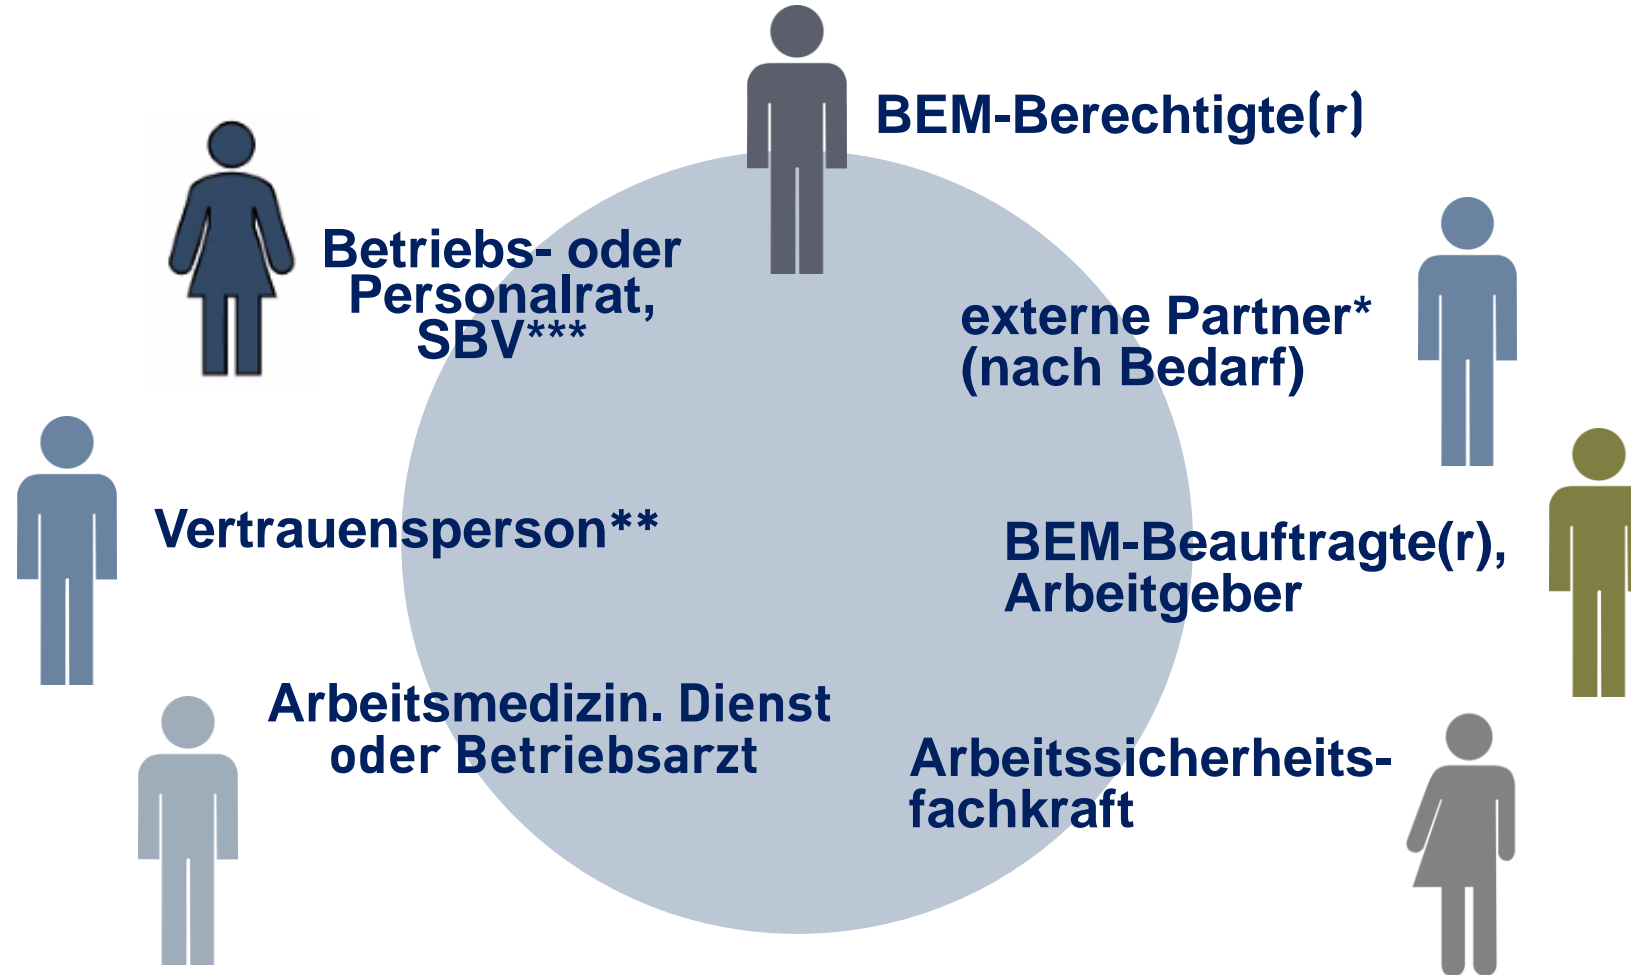 BEM-Berechtigte(r)
Betriebs- oder
Personalrat,
SBV***
externe Partner*
(nach Bedarf)
Vertrauensperson**
BEM-Beauftragte(r),
Arbeitgeber
Arbeitsmedizin. Dienst
oder Betriebsarzt
Arbeitssicherheits-
fachkraft